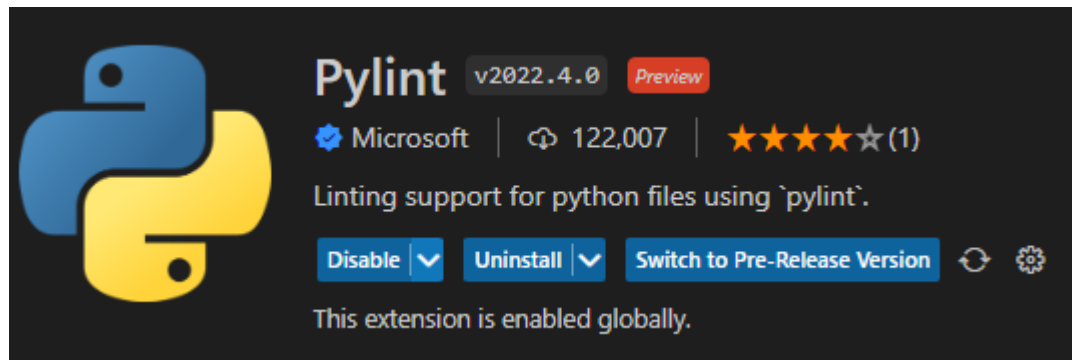 Pylint v2022.4.0 Preview
Microsoft 122,007 (1)
Linting support for python files using `pylint`.
Disable Uninstall Switch to Pre-Release Version
This extension is enabled globally.